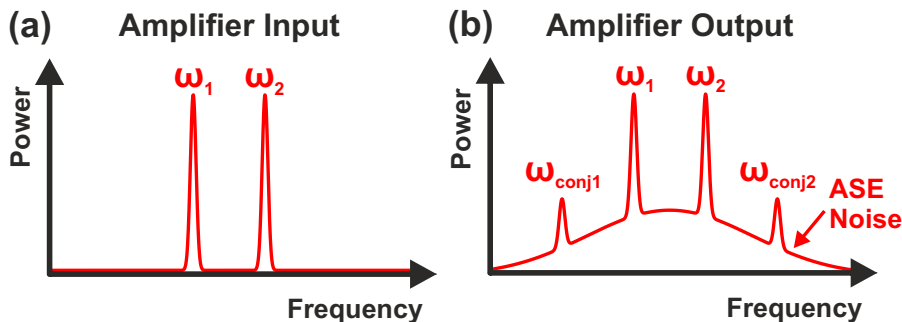 (a) Amplifier Input
ω1 ω2
Power
Frequency
(b) Amplifier Output
ω1 ω2
ωconj1 ωconj2
ASE
Noise
Power
Frequency